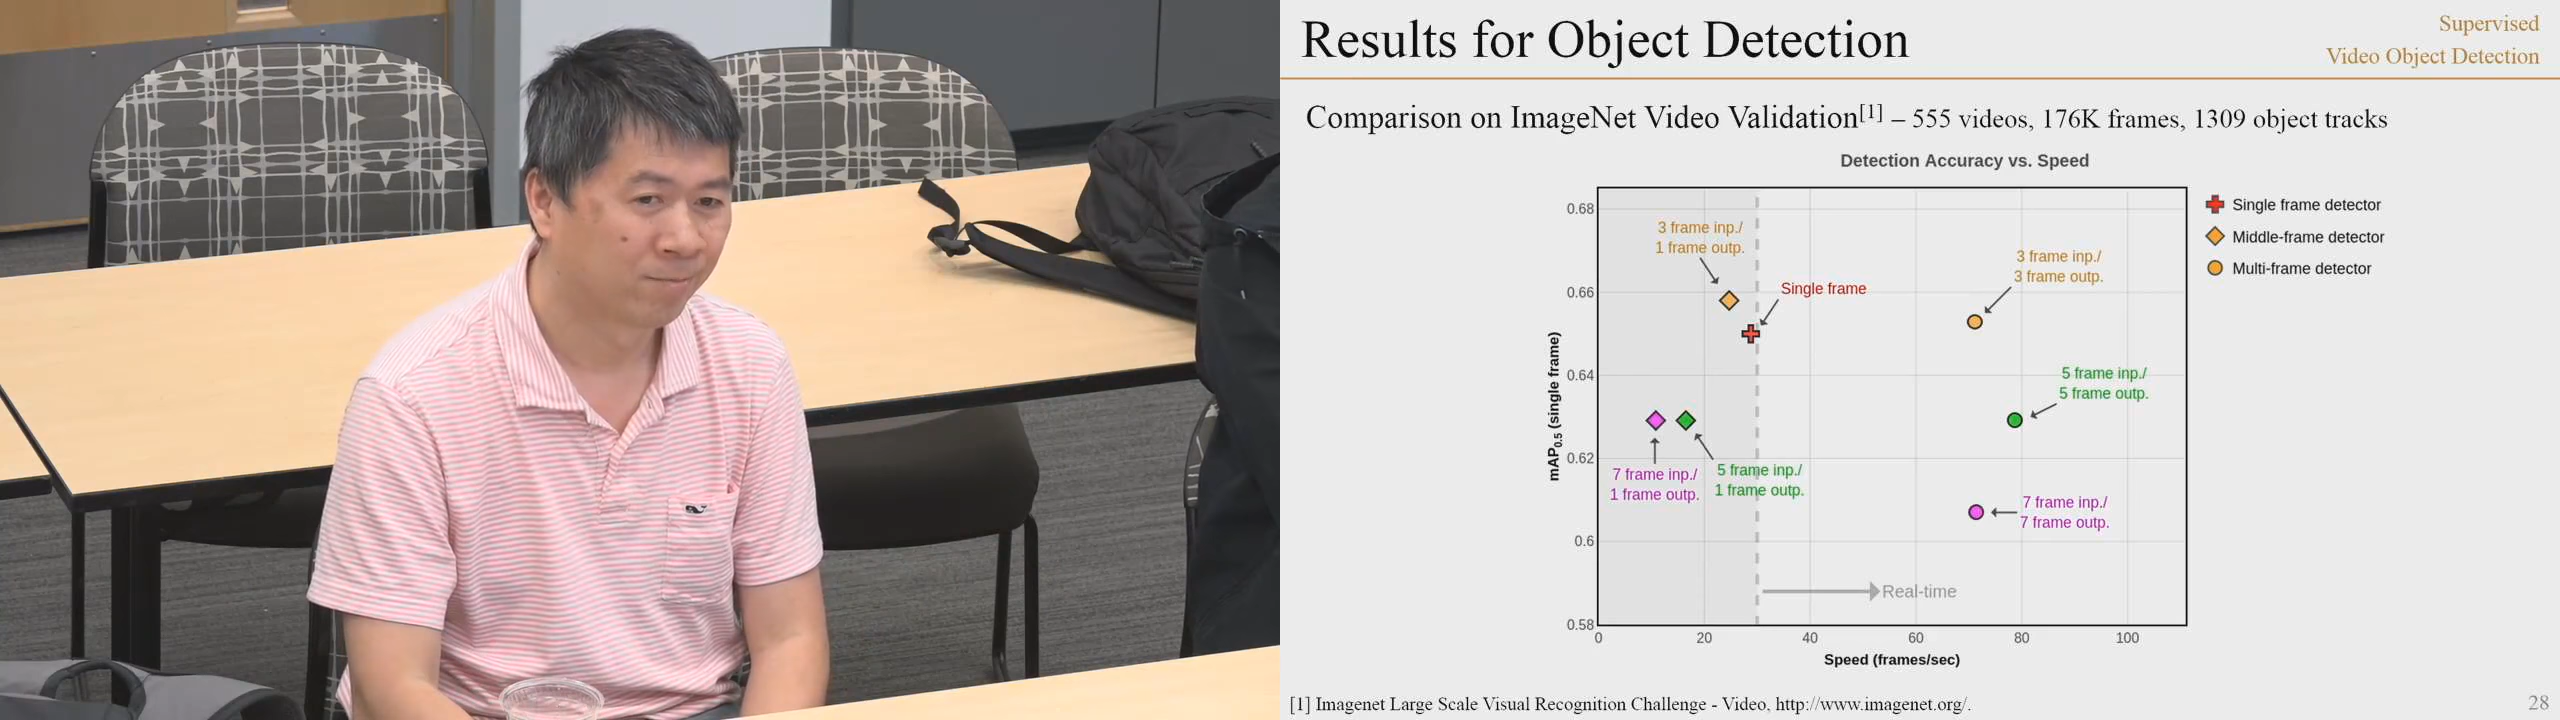 Results for Object Detection
Supervised
Video Object Detection
Comparison on ImageNet Video Validation[1] – 555 videos, 176K frames, 1309 object tracks
Detection Accuracy vs. Speed
Single frame detector
Middle-frame detector
Multi-frame detector
3 frame inp./
1 frame outp.
Single frame
3 frame inp./
3 frame outp.
5 frame inp./
5 frame outp.
7 frame inp./
1 frame outp.
5 frame inp./
1 frame outp.
7 frame inp./
7 frame outp.
Real-time
mAP0.5 (single frame)
0.68
0.66
0.64
0.62
0.6
0.58
0 20 40 60 80 100
Speed (frames/sec)
[1] Imagenet Large Scale Visual Recognition Challenge - Video, http://www.imagenet.org/.
28